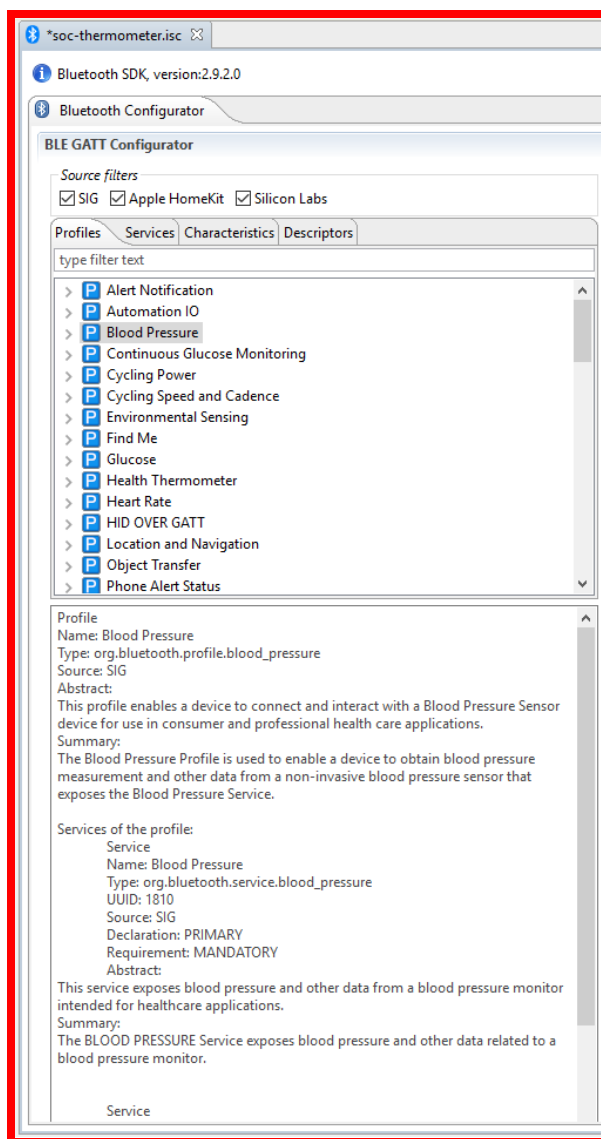 *soc-thermometer.isc
Bluetooth SDK, version:2.9.2.0
Bluetooth Configurator
BLE GATT Configurator
Source filters
SIG Apple HomeKit Silicon Labs
Profiles Services Characteristics Descriptors
type filter text
P Alert Notification
P Automation IO
P Blood Pressure
P Continuous Glucose Monitoring
P Cycling Power
P Cycling Speed and Cadence
P Environmental Sensing
P Find Me
P Glucose
P Health Thermometer
P Heart Rate
P HID OVER GATT
P Location and Navigation
P Object Transfer
P Phone Alert Status
Profile
Name: Blood Pressure
Type: org.bluetooth.profile.blood_pressure
Source: SIG
Abstract:
This profile enables a device to connect and interact with a Blood Pressure Sensor
device for use in consumer and professional health care applications.
Summary:
The Blood Pressure Profile is used to enable a device to obtain blood pressure
measurement and other data from a non-invasive blood pressure sensor that
exposes the Blood Pressure Service.
Services of the profile:
Service
Name: Blood Pressure
Type: org.bluetooth.service.blood_pressure
UUID: 1810
Source: SIG
Declaration: PRIMARY
Requirement: MANDATORY
Abstract:
This service exposes blood pressure and other data from a blood pressure monitor
intended for healthcare applications.
Summary:
The BLOOD PRESSURE Service exposes blood pressure and other data related to a
blood pressure monitor.
Service